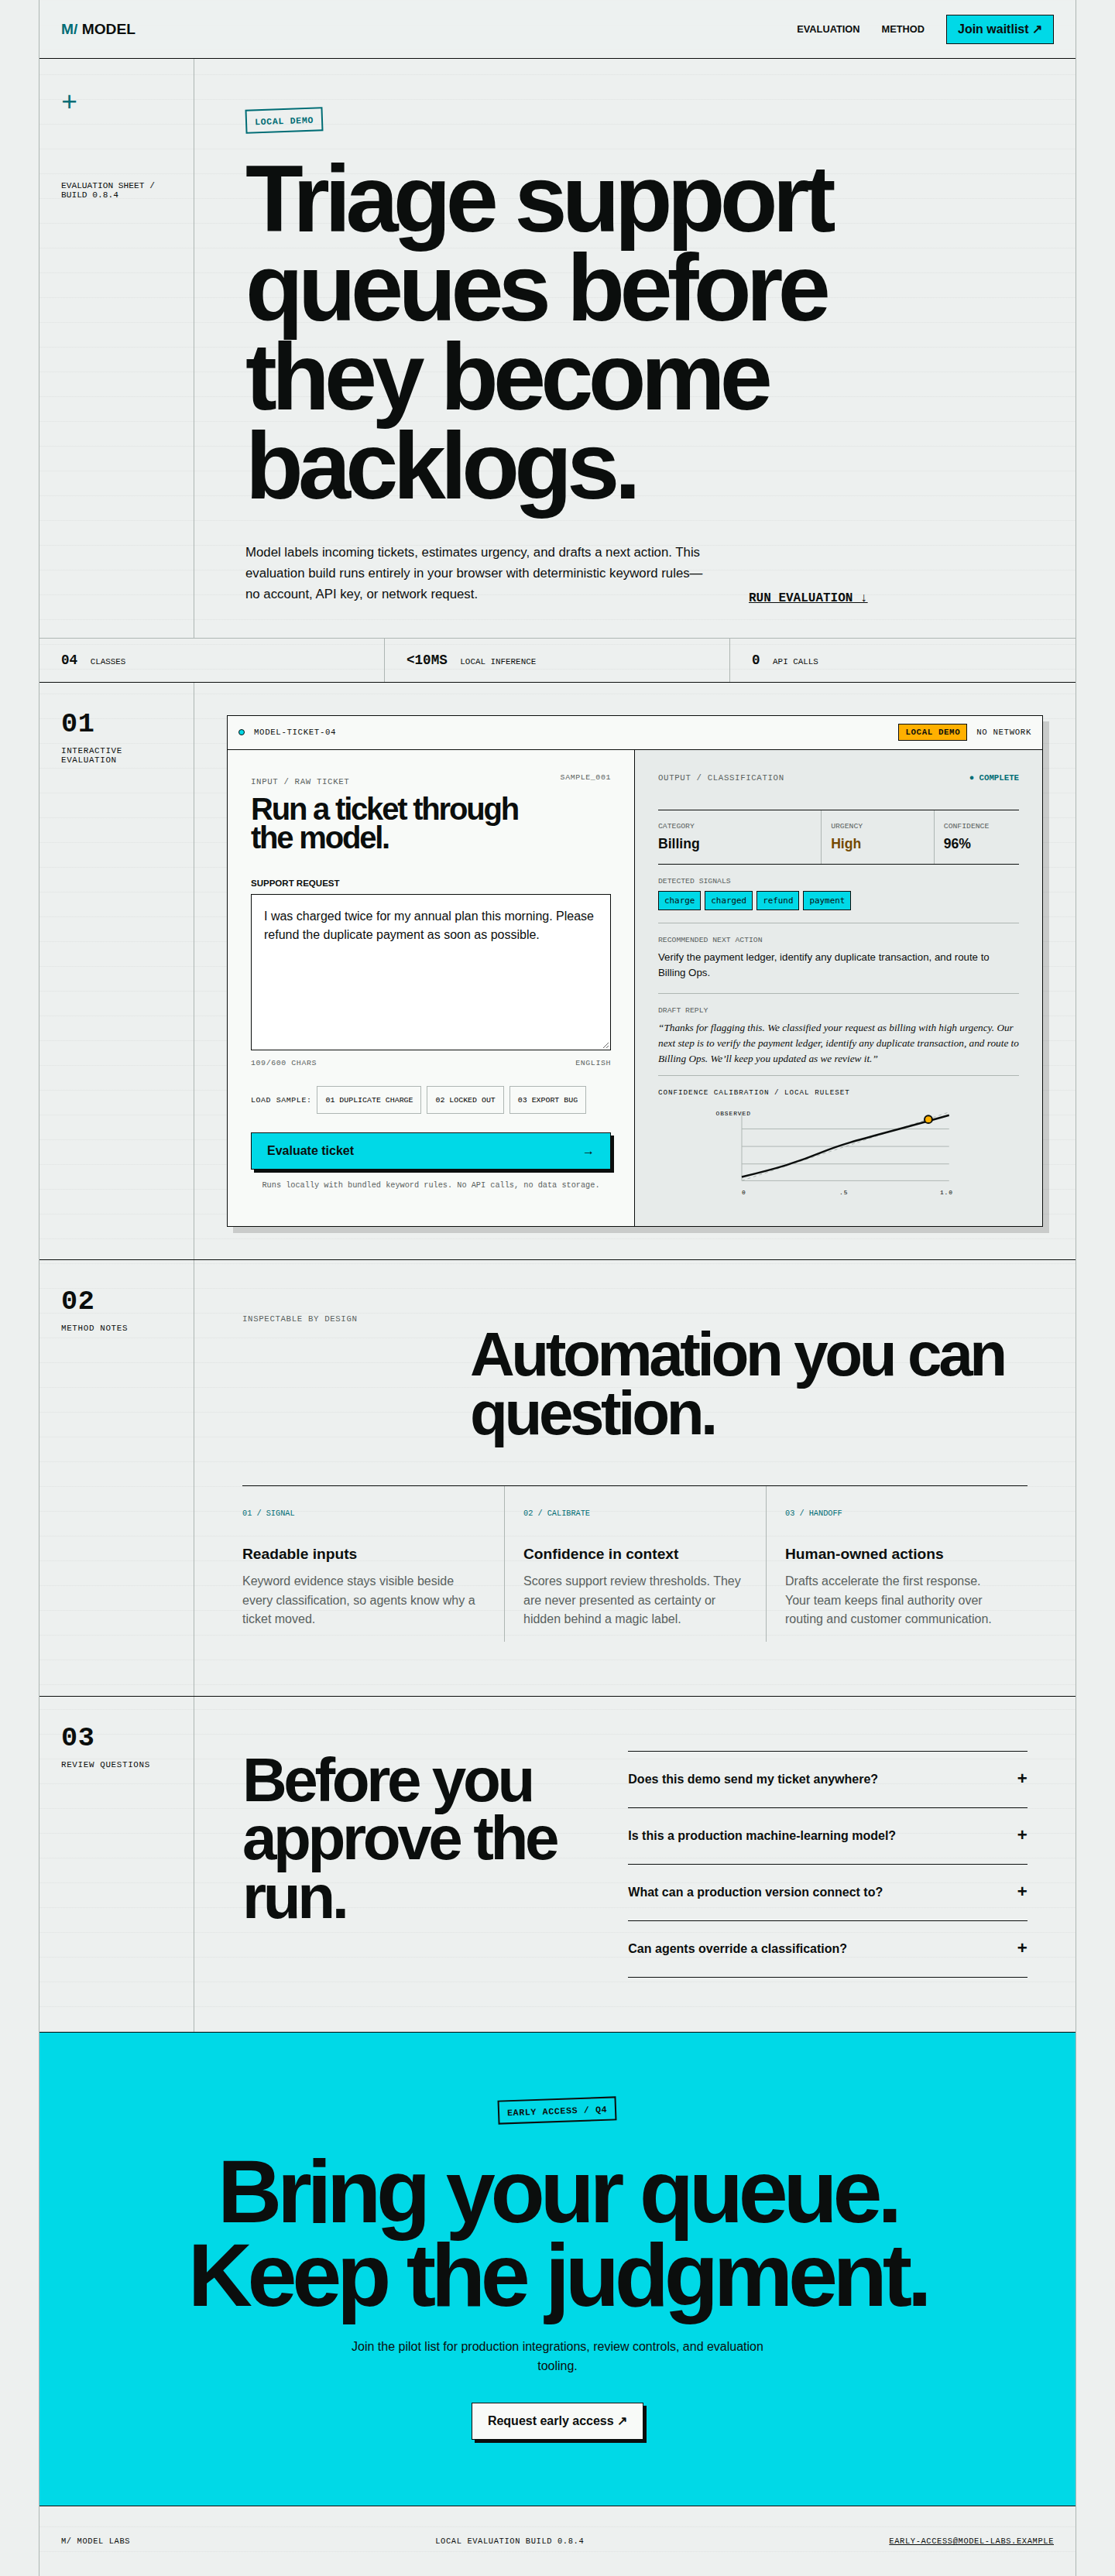 M/ MODEL
EVALUATION
METHOD
Join waitlist ↗
+
EVALUATION SHEET /
BUILD 0.8.4
LOCAL DEMO
Triage support
queues before
they become
backlogs.
Model labels incoming tickets, estimates urgency, and drafts a next action. This
evaluation build runs entirely in your browser with deterministic keyword rules—
no account, API key, or network request.
RUN EVALUATION ↓
04 CLASSES
<10MS LOCAL INFERENCE
0 API CALLS
01
INTERACTIVE
EVALUATION
MODEL-TICKET-04
LOCAL DEMO
NO NETWORK
INPUT / RAW TICKET
SAMPLE_001
Run a ticket through
the model.
SUPPORT REQUEST
I was charged twice for my annual plan this morning. Please
refund the duplicate payment as soon as possible.
109/600 CHARS
ENGLISH
LOAD SAMPLE:
01 DUPLICATE CHARGE
02 LOCKED OUT
03 EXPORT BUG
Evaluate ticket →
Runs locally with bundled keyword rules. No API calls, no data storage.
OUTPUT / CLASSIFICATION
● COMPLETE
CATEGORY
Billing
URGENCY
High
CONFIDENCE
96%
DETECTED SIGNALS
charge
charged
refund
payment
RECOMMENDED NEXT ACTION
Verify the payment ledger, identify any duplicate transaction, and route to
Billing Ops.
DRAFT REPLY
“Thanks for flagging this. We classified your request as billing with high urgency. Our
next step is to verify the payment ledger, identify any duplicate transaction, and route to
Billing Ops. We’ll keep you updated as we review it.”
CONFIDENCE CALIBRATION / LOCAL RULESET
OBSERVED
0
.5
1.0
02
METHOD NOTES
INSPECTABLE BY DESIGN
Automation you can
question.
01 / SIGNAL
Readable inputs
Keyword evidence stays visible beside
every classification, so agents know why a
ticket moved.
02 / CALIBRATE
Confidence in context
Scores support review thresholds. They
are never presented as certainty or
hidden behind a magic label.
03 / HANDOFF
Human-owned actions
Drafts accelerate the first response.
Your team keeps final authority over
routing and customer communication.
03
REVIEW QUESTIONS
Before you
approve the
run.
Does this demo send my ticket anywhere? +
Is this a production machine-learning model? +
What can a production version connect to? +
Can agents override a classification? +
EARLY ACCESS / Q4
Bring your queue.
Keep the judgment.
Join the pilot list for production integrations, review controls, and evaluation
tooling.
Request early access ↗
M/ MODEL LABS
LOCAL EVALUATION BUILD 0.8.4
EARLY-ACCESS@MODEL-LABS.EXAMPLE